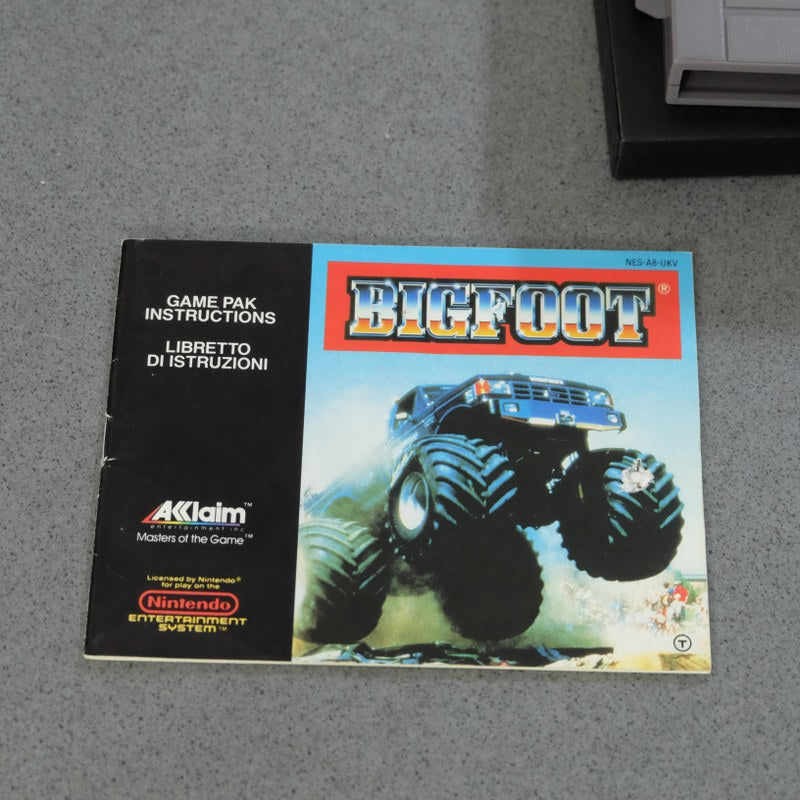 GAME PAK
INSTRUCTIONS
LIBRETTO
DI ISTRUZIONI
AKKlaim™
entertainment inc
Masters of the Game™
Licensed by Nintendo®
for play on the
Nintendo
ENTERTAINMENT
SYSTEM™
NES-A8-UKV
BIGFOOT®
T